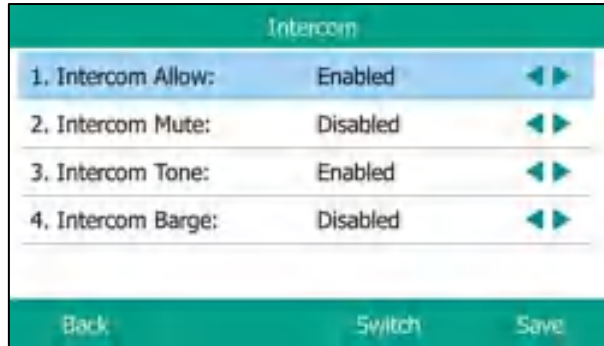 Intercom
1. Intercom Allow: Enabled
2. Intercom Mute: Disabled
3. Intercom Tone: Enabled
4. Intercom Barge: Disabled
Back Switch Save